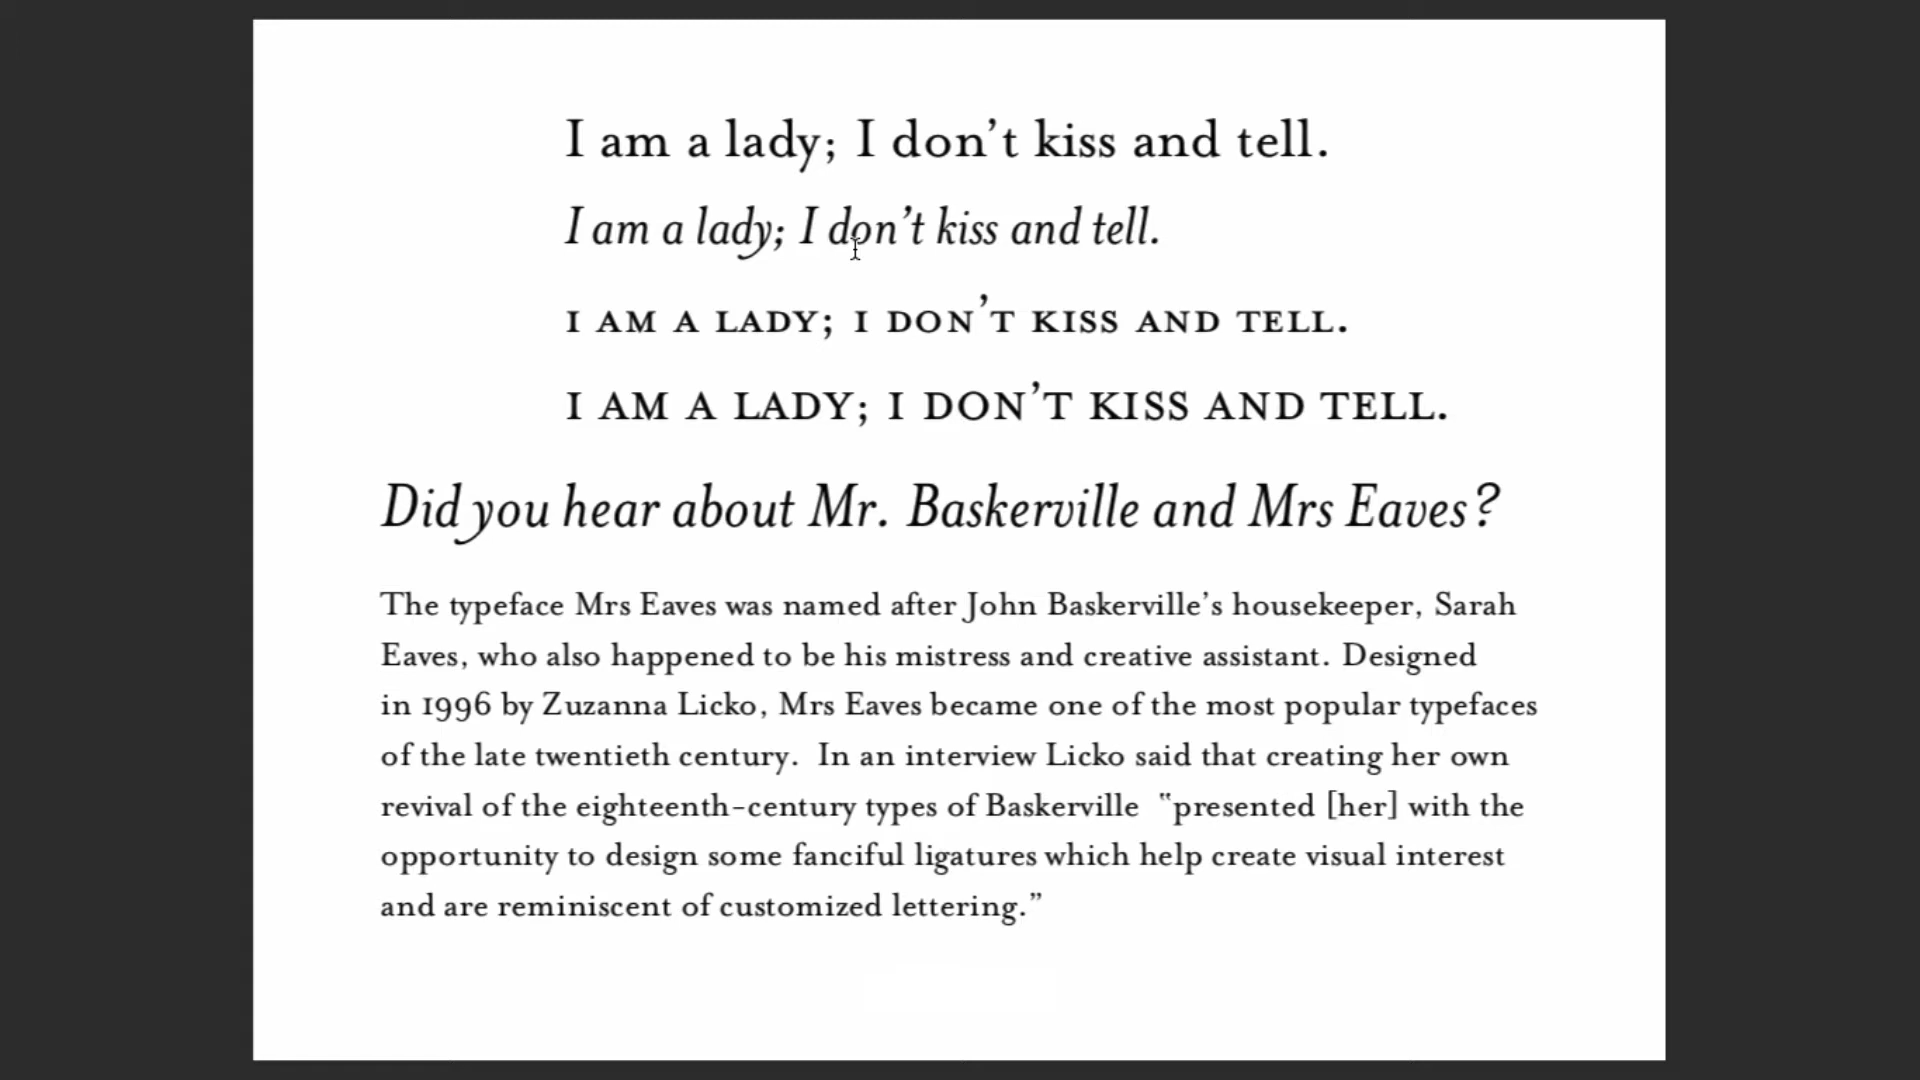 I am a lady; I don’t kiss and tell.
I am a lady; I don’t kiss and tell.
I AM A LADY; I DON’T KISS AND TELL.
I AM A LADY; I DON’T KISS AND TELL.
Did you hear about Mr. Baskerville and Mrs Eaves?
The typeface Mrs Eaves was named after John Baskerville’s housekeeper, Sarah
Eaves, who also happened to be his mistress and creative assistant. Designed
in 1996 by Zuzanna Licko, Mrs Eaves became one of the most popular typefaces
of the late twentieth century.  In an interview Licko said that creating her own
revival of the eighteenth-century types of Baskerville  “presented [her] with the
opportunity to design some fanciful ligatures which help create visual interest
and are reminiscent of customized lettering.”